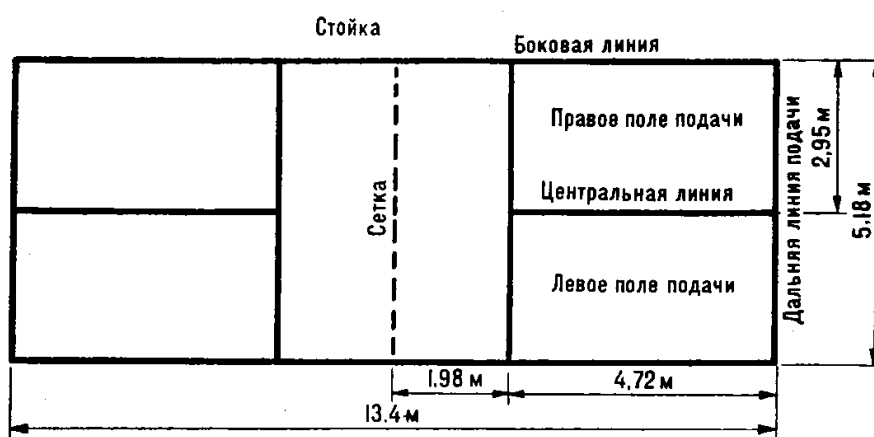 Стойка
Боковая линия
Правое поле подачи
Центральная линия
Левое поле подачи
Сетка
Дальняя линия подачи
2,95 м
5,18 м
1,98 м
4,72 м
13.4 м